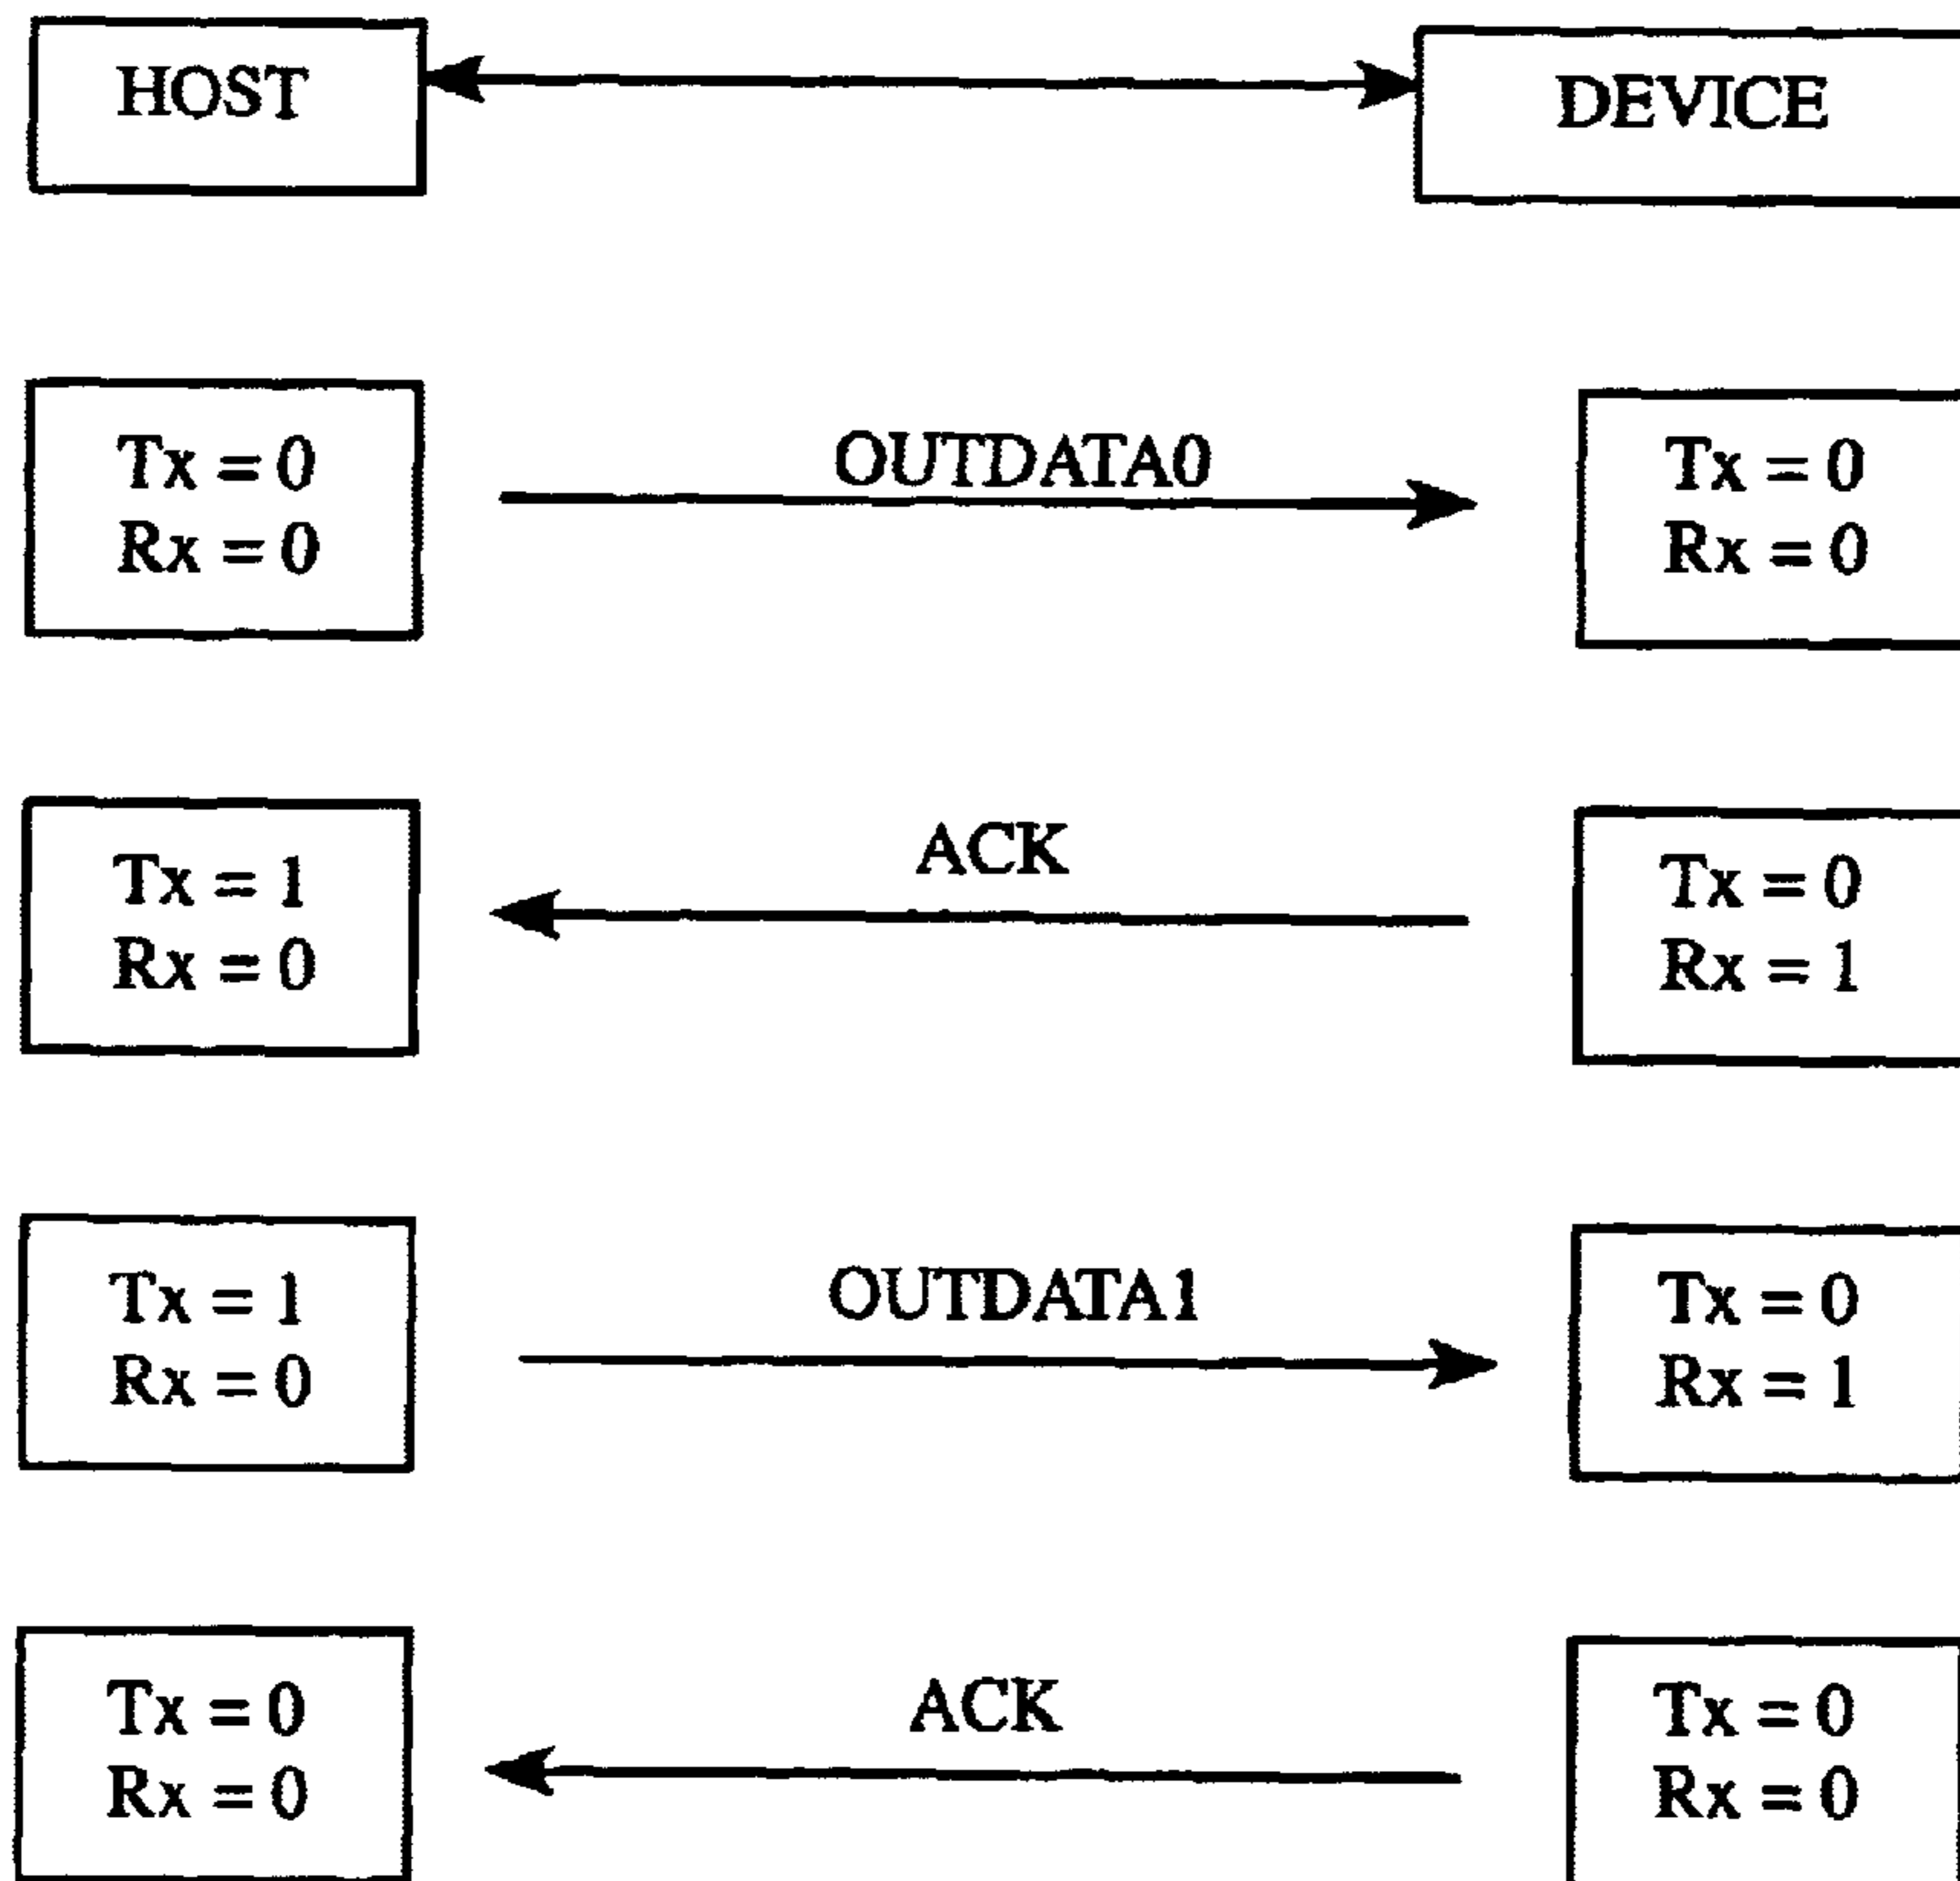 HOST
DEVICE
Tx = 0
Rx = 0
OUTDATA0
Tx = 0
Rx = 0
Tx = 1
Rx = 0
ACK
Tx = 0
Rx = 1
Tx = 1
Rx = 0
OUTDATA1
Tx = 0
Rx = 1
Tx = 0
Rx = 0
ACK
Tx = 0
Rx = 0